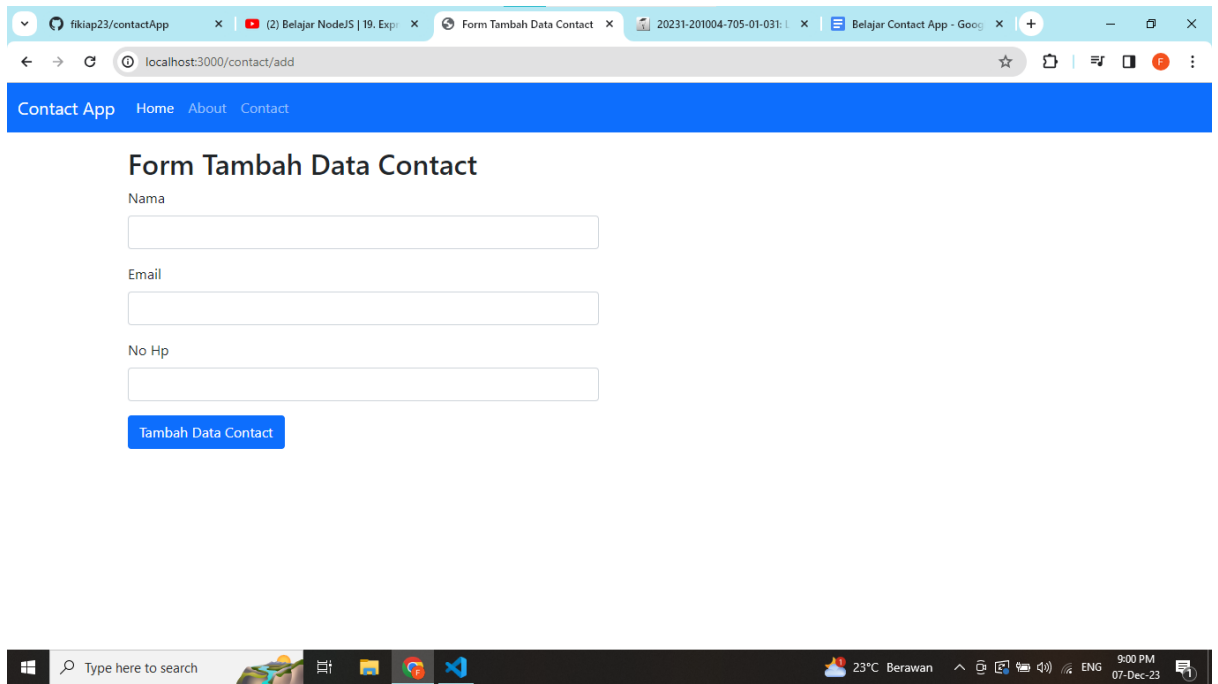 fikiap23/contactApp
(2) Belajar NodeJS | 19. Expr
Form Tambah Data Contact
20231-201004-705-01-031: L
Belajar Contact App - Goog
localhost:3000/contact/add
F
Contact App Home About Contact
Form Tambah Data Contact
Nama
Email
No Hp
Tambah Data Contact
Type here to search
23°C Berawan
ENG
9:00 PM
07-Dec-23